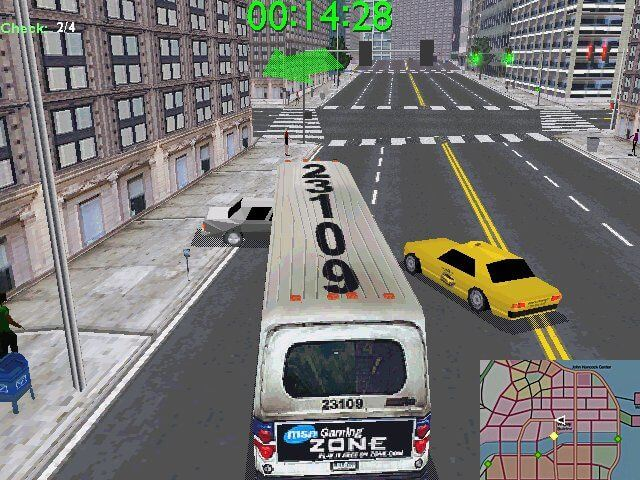 00:14:28
Check: 2/4
23109
23109
msn Gaming
ZONE
PLAY IT FREE ON ZONE.COM!
John Hancock Center